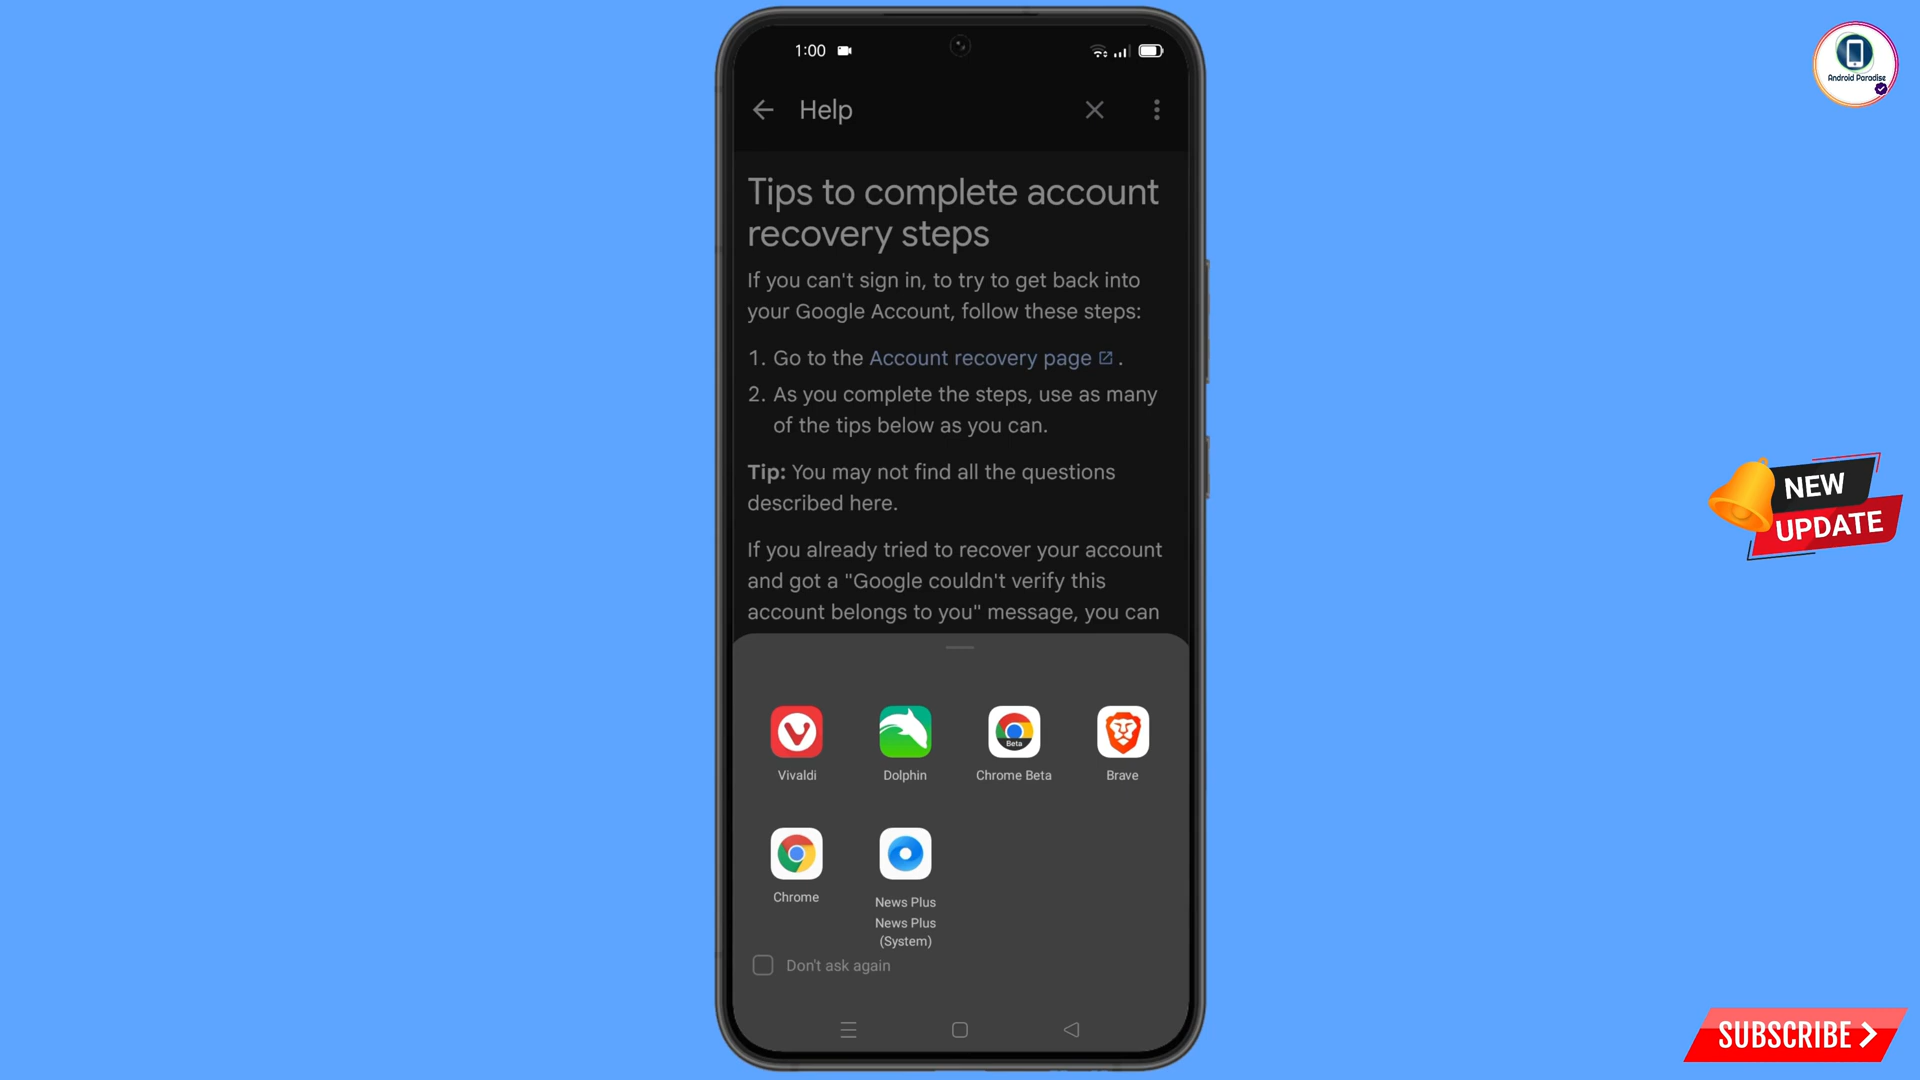 1:00
Android Paradise
Help
Tips to complete account
recovery steps
If you can't sign in, to try to get back into
your Google Account, follow these steps:
1. Go to the Account recovery page .
2. As you complete the steps, use as many
of the tips below as you can.
Tip: You may not find all the questions
described here.
If you already tried to recover your account
and got a "Google couldn't verify this
account belongs to you" message, you can
NEW
UPDATE
Beta
Vivaldi
Dolphin
Chrome Beta
Brave
Chrome
News Plus
News Plus
(System)
Don't ask again
SUBSCRIBE